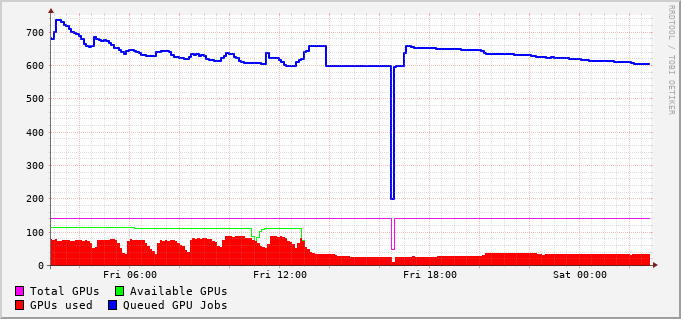 RRDTOOL / TOBI OETIKER
700
600
500
400
300
200
100
0
Fri 06:00 Fri 12:00 Fri 18:00 Sat 00:00
Total GPUs Available GPUs
GPUs used Queued GPU Jobs